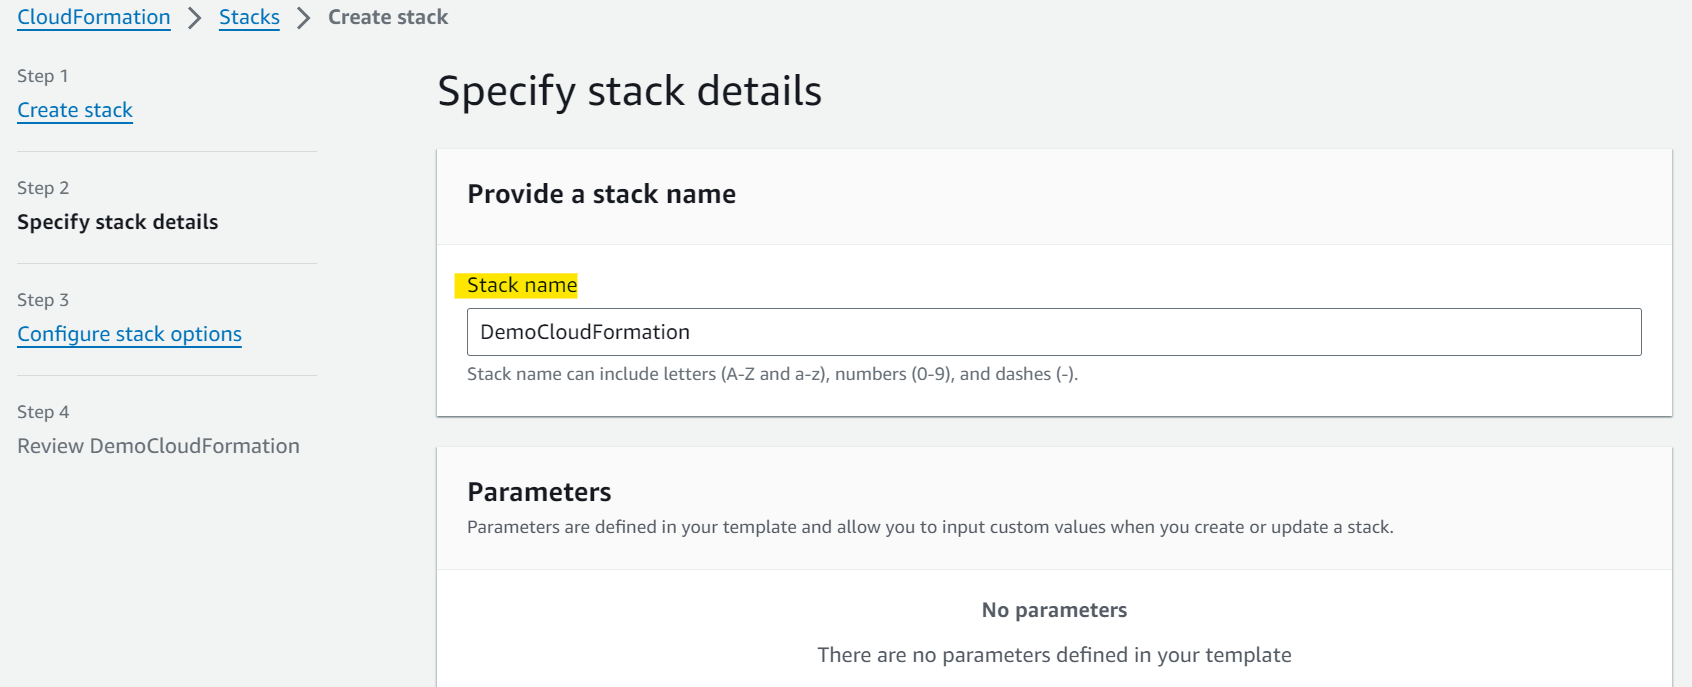 CloudFormation > Stacks > Create stack
Step 1
Create stack
Step 2
Specify stack details
Step 3
Configure stack options
Step 4
Review DemoCloudFormation
Specify stack details
Provide a stack name
Stack name
DemoCloudFormation
Stack name can include letters (A-Z and a-z), numbers (0-9), and dashes (-).
Parameters
Parameters are defined in your template and allow you to input custom values when you create or update a stack.
No parameters
There are no parameters defined in your template